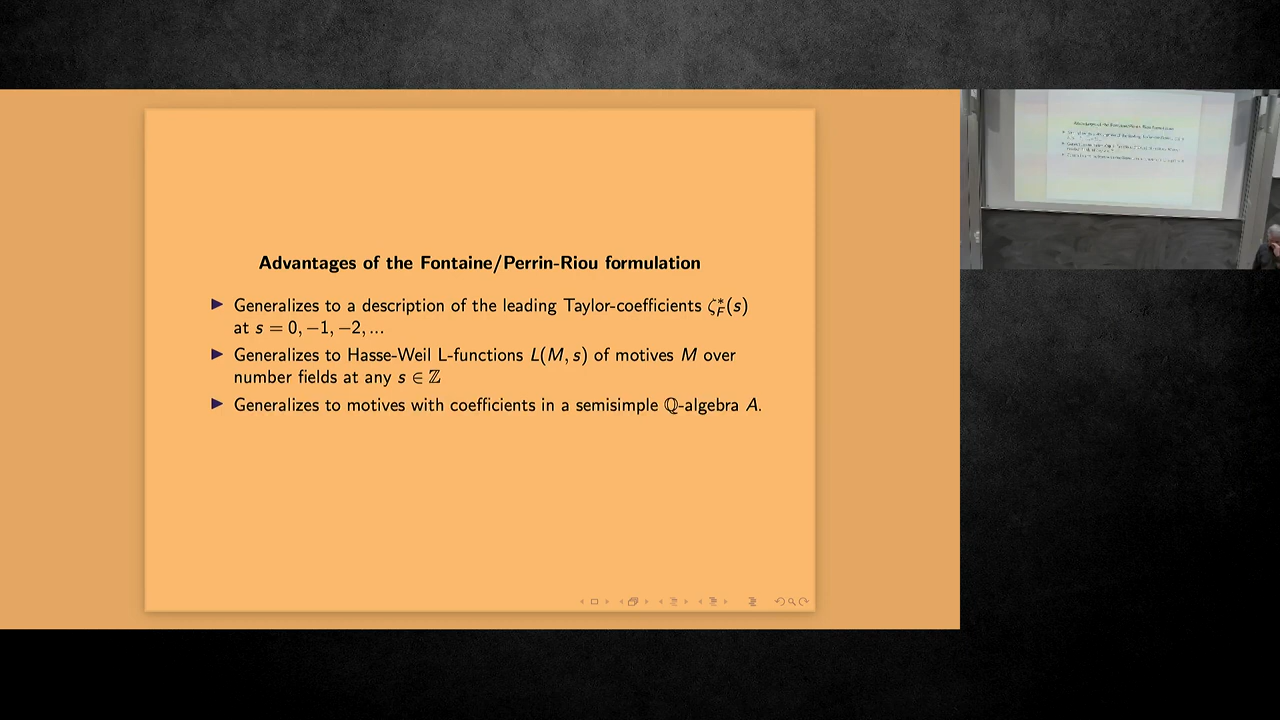 Advantages of the Fontaine/Perrin-Riou formulation
▶ Generalizes to a description of the leading Taylor-coefficients ζ*_F(s)
at s = 0, −1, −2, ...
▶ Generalizes to Hasse-Weil L-functions L(M, s) of motives M over
number fields at any s ∈ ℤ
▶ Generalizes to motives with coefficients in a semisimple ℚ-algebra A.